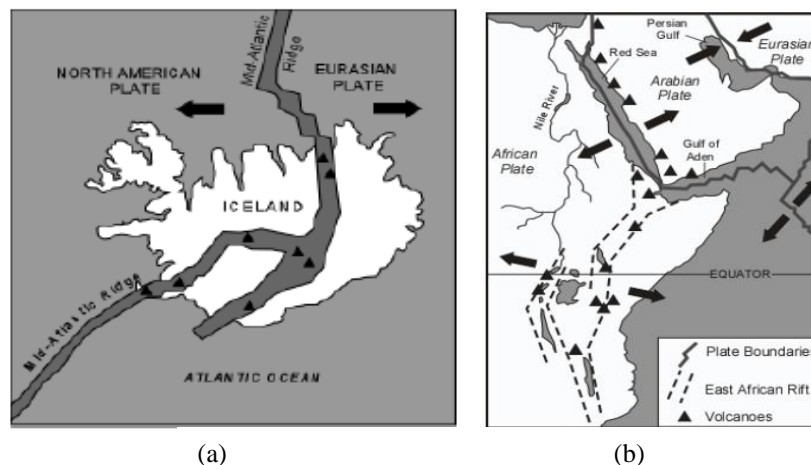 Mid-Atlantic
Ridge
NORTH AMERICAN
PLATE
EURASIAN
PLATE
ICELAND
Mid-Atlantic Ridge
ATLANTIC OCEAN
(a)
Persian
Gulf
Eurasian
Plate
Red Sea
Arabian
Plate
Nile River
African
Plate
Gulf of
Aden
EQUATOR
Plate Boundaries
East African Rift
Volcanoes
(b)